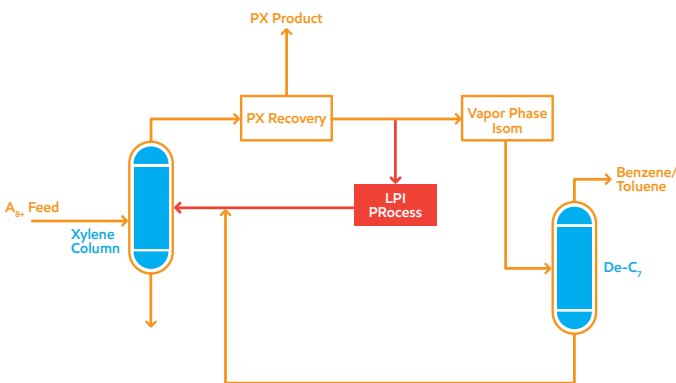 PX Product
PX Recovery
Vapor Phase
Isom
Benzene/
Toluene
LPI
PRocess
A₈₊ Feed
Xylene
Column
De-C₇